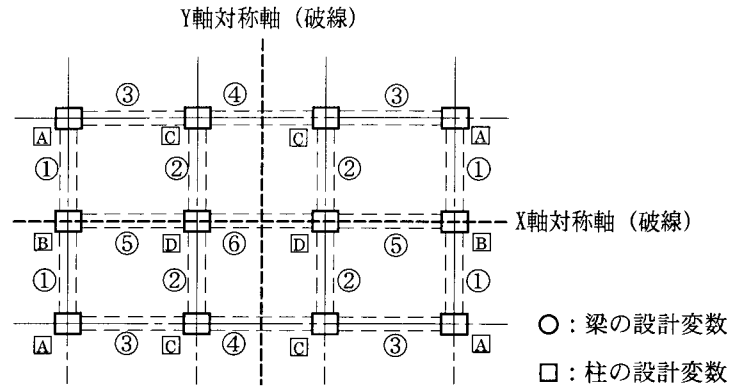 Y軸対称軸（破線）
③ ④ ③
A C C A
① ② ② ①
X軸対称軸（破線）
B ⑤ D ⑥ D ⑤ B
① ② ② ①
○：梁の設計変数
A ③ C ④ C ③ A
□：柱の設計変数